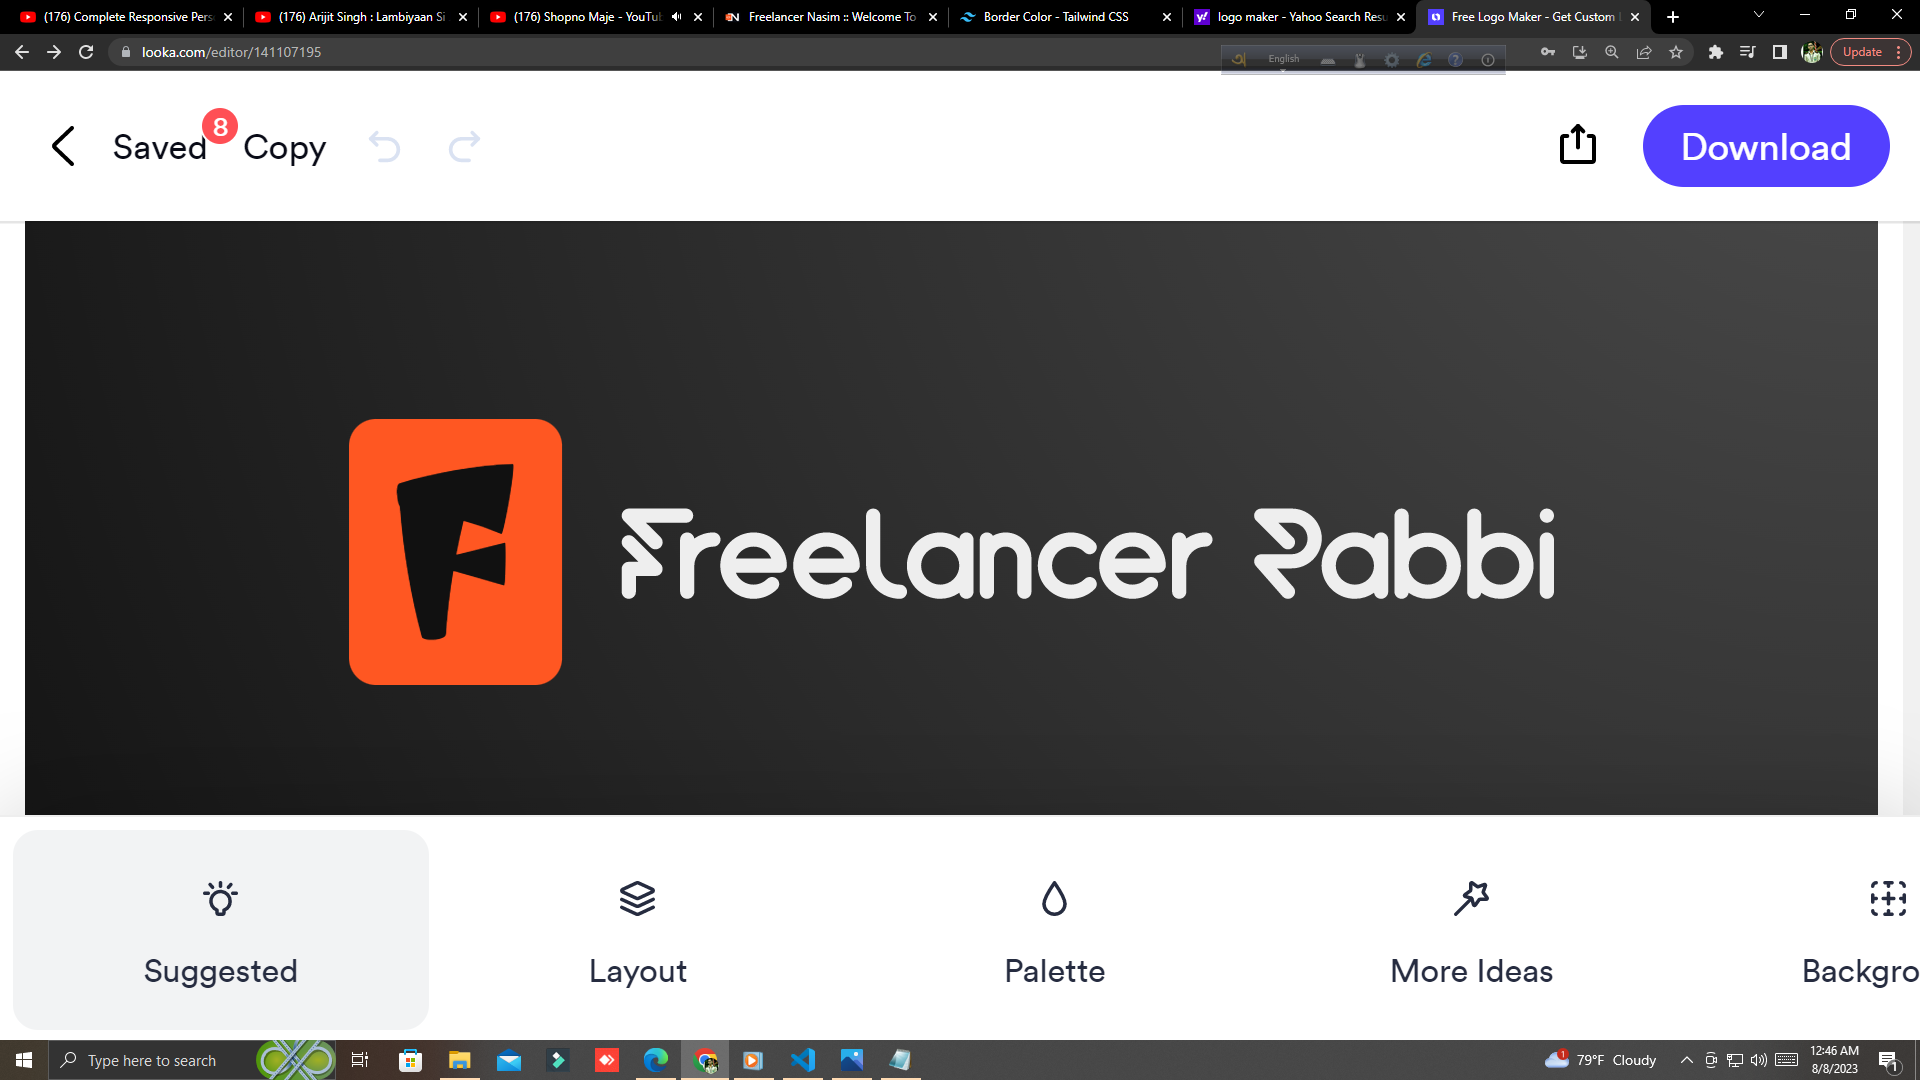 (176) Complete Responsive Pers
(176) Arijit Singh : Lambiyaan Si
(176) Shopno Maje - YouTub
Freelancer Nasim :: Welcome To
Border Color - Tailwind CSS
logo maker - Yahoo Search Resu
Free Logo Maker - Get Custom L
looka.com/editor/141107195
English
Update
Saved
8
Copy
Download
F
Freelancer Rabbi
Suggested
Layout
Palette
More Ideas
Backgro
Type here to search
1
79°F Cloudy
12:46 AM
8/8/2023
1